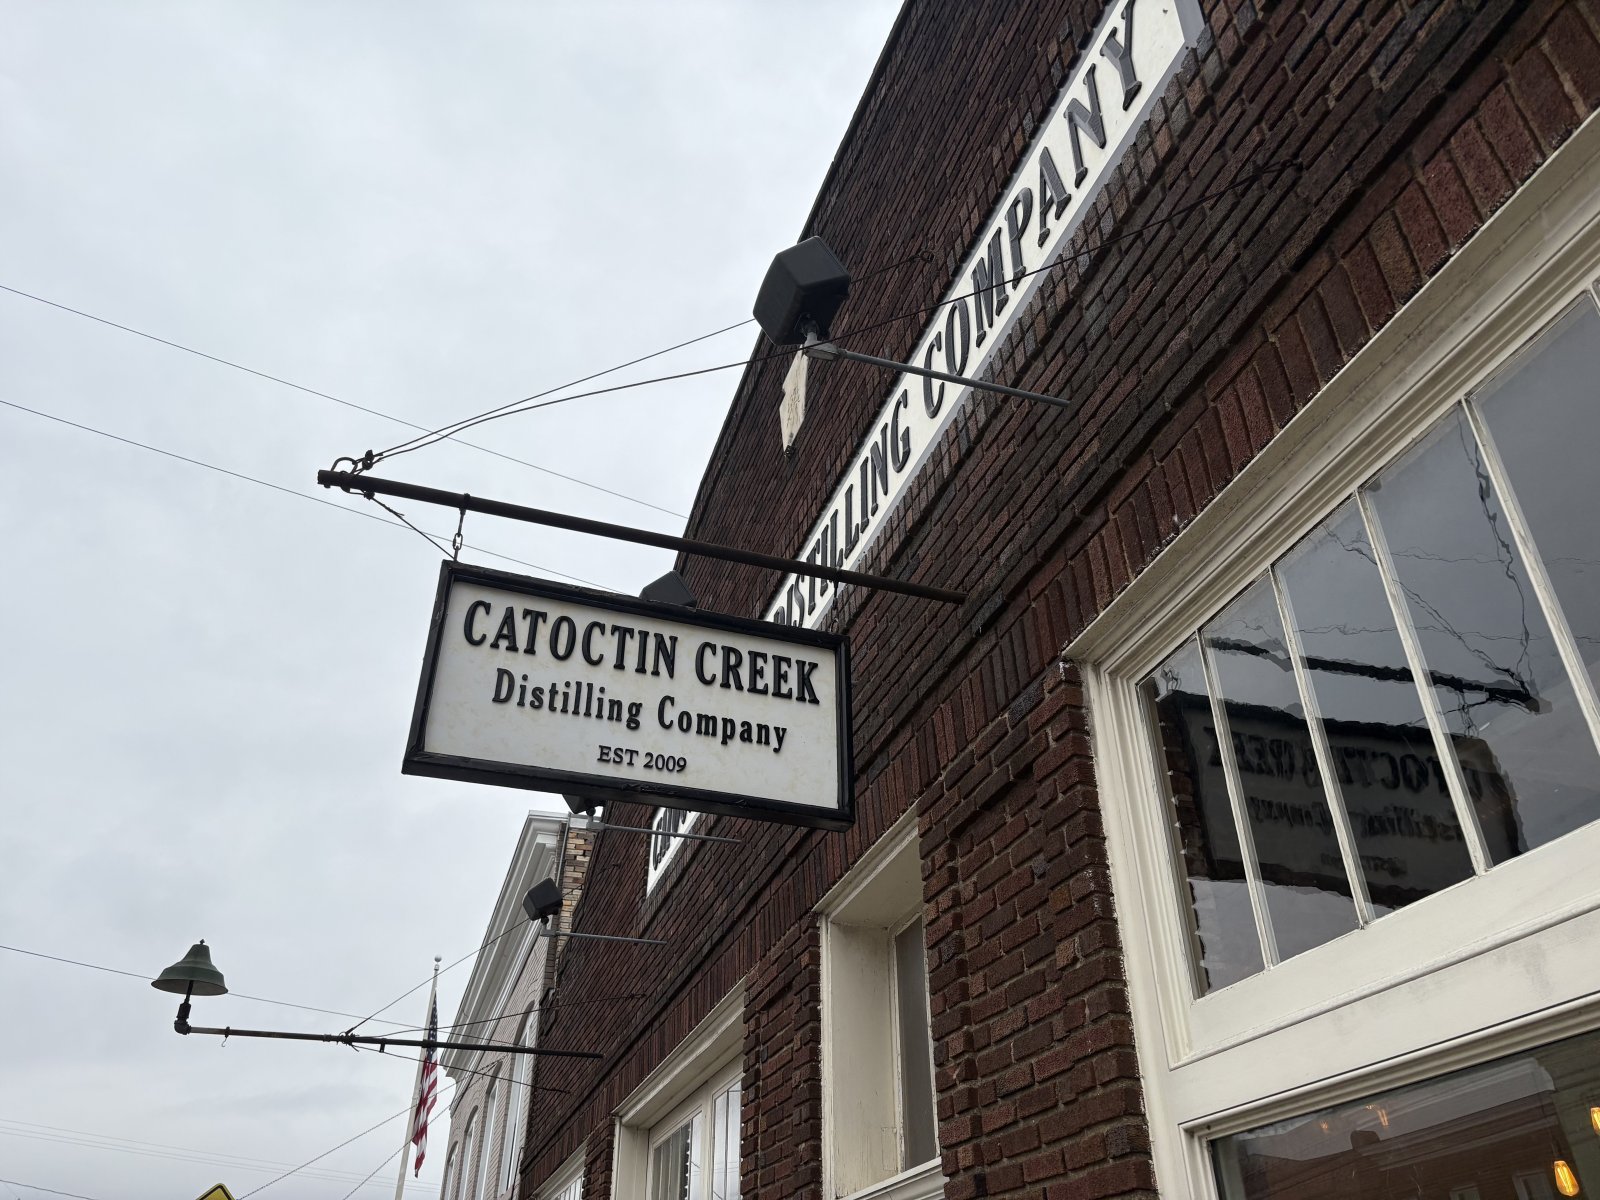 DISTILLING COMPANY
CATOCTIN CREEK
Distilling Company
EST 2009